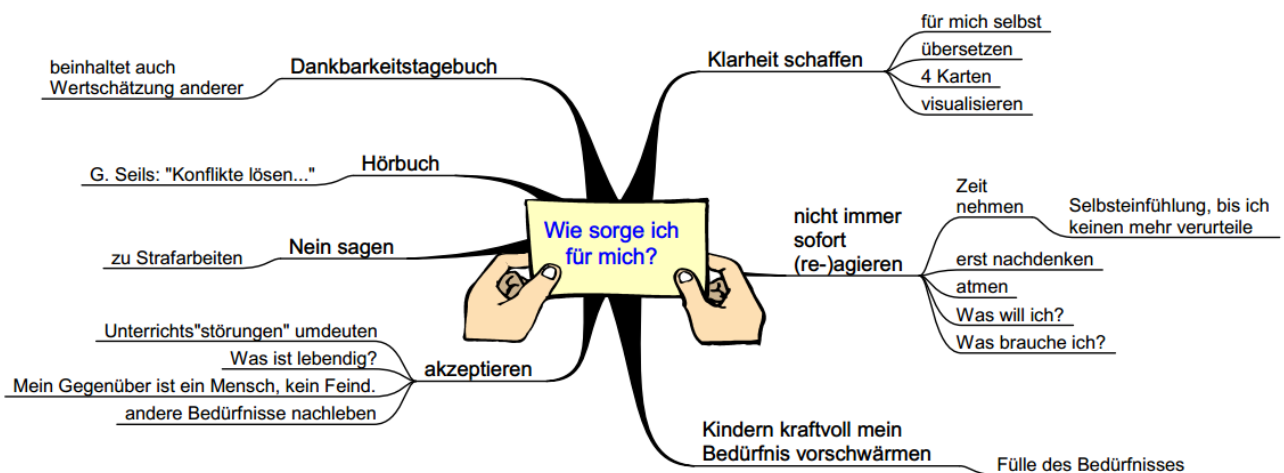 Wie sorge ich
für mich?
Klarheit schaffen
für mich selbst
übersetzen
4 Karten
visualisieren
nicht immer
sofort
(re-)agieren
Zeit
nehmen
Selbsteinfühlung, bis ich
keinen mehr verurteile
erst nachdenken
atmen
Was will ich?
Was brauche ich?
Kindern kraftvoll mein
Bedürfnis vorschwärmen
Fülle des Bedürfnisses
Dankbarkeitstagebuch
beinhaltet auch
Wertschätzung anderer
Hörbuch
G. Seils: "Konflikte lösen..."
Nein sagen
zu Strafarbeiten
akzeptieren
Unterrichts"störungen" umdeuten
Was ist lebendig?
Mein Gegenüber ist ein Mensch, kein Feind.
andere Bedürfnisse nachleben